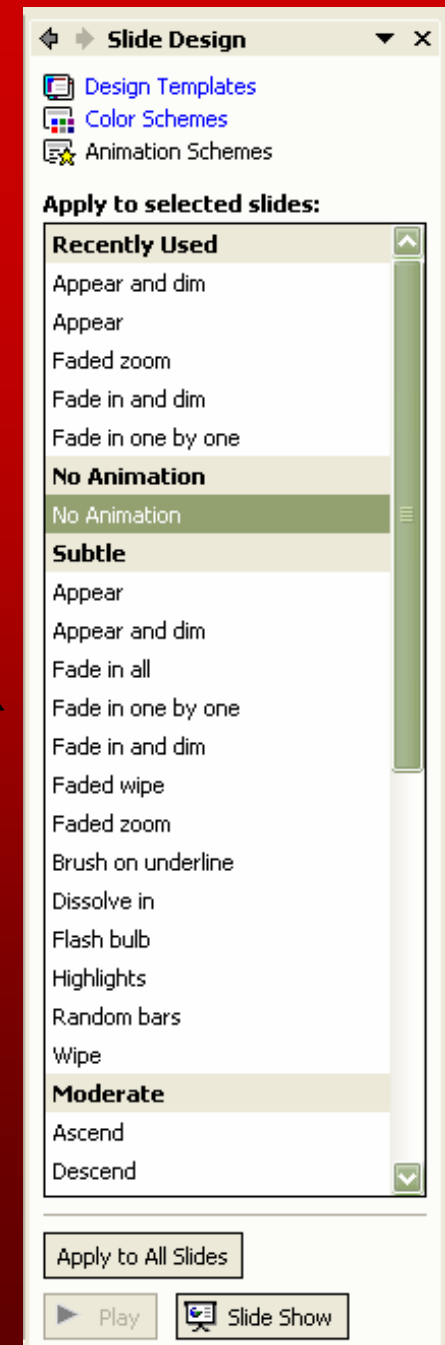 Slide Design
Design Templates
Color Schemes
Animation Schemes
Apply to selected slides:
Recently Used
Appear and dim
Appear
Faded zoom
Fade in and dim
Fade in one by one
No Animation
No Animation
Subtle
Appear
Appear and dim
Fade in all
Fade in one by one
Fade in and dim
Faded wipe
Faded zoom
Brush on underline
Dissolve in
Flash bulb
Highlights
Random bars
Wipe
Moderate
Ascend
Descend
Apply to All Slides
Play Slide Show